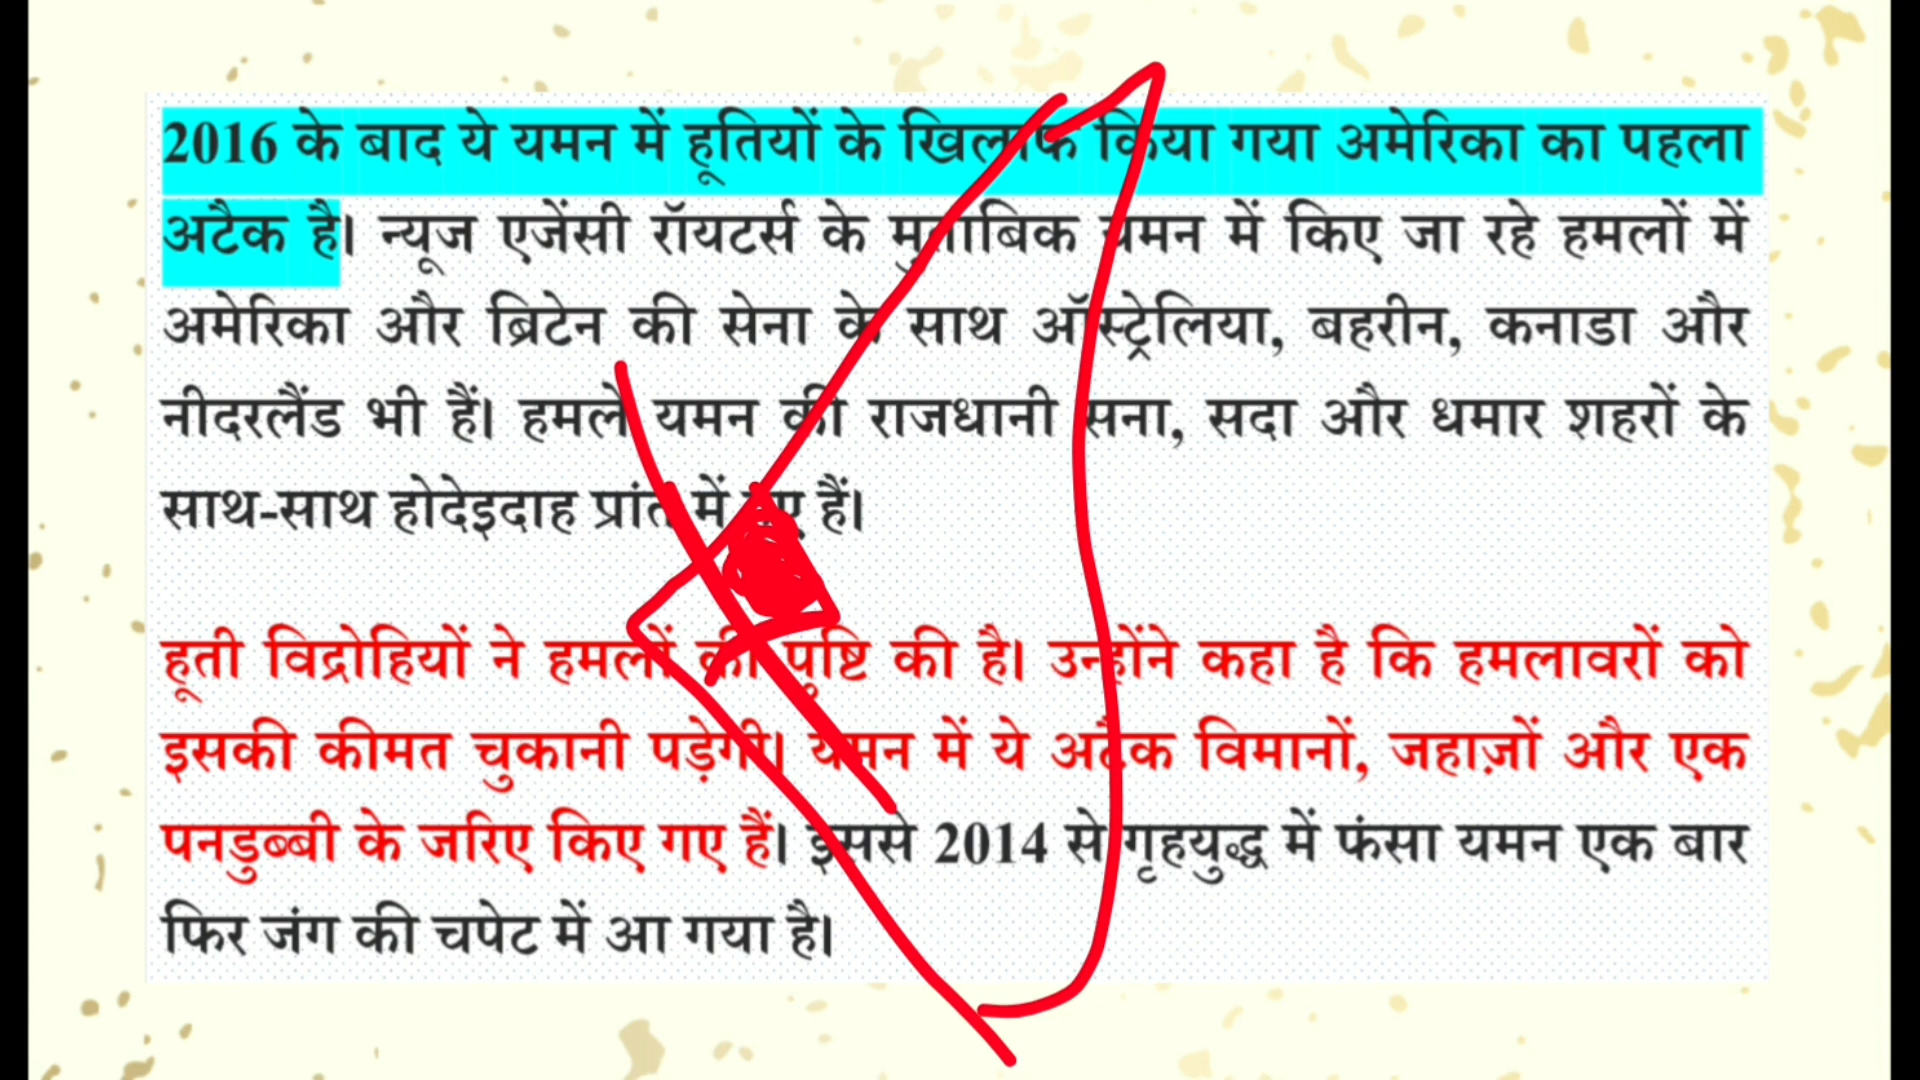 2016 के बाद ये यमन में हूतियों के खिलाफ किया गया अमेरिका का पहला
अटैक है। न्यूज एजेंसी रॉयटर्स के मुताबिक यमन में किए जा रहे हमलों में
अमेरिका और ब्रिटेन की सेना के साथ ऑस्ट्रेलिया, बहरीन, कनाडा और
नीदरलैंड भी हैं। हमले यमन की राजधानी सना, सदा और धमार शहरों के
साथ-साथ होदेइदाह प्रांत में हैं।
हूती विद्रोहियों ने हमलों की पुष्टि की है। उन्होंने कहा है कि हमलावरों को
इसकी कीमत चुकानी पड़ेगी। यमन में ये अटैक विमानों, जहाज़ों और एक
पनडुब्बी के जरिए किए गए हैं। इससे 2014 से गृहयुद्ध में फंसा यमन एक बार
फिर जंग की चपेट में आ गया है।